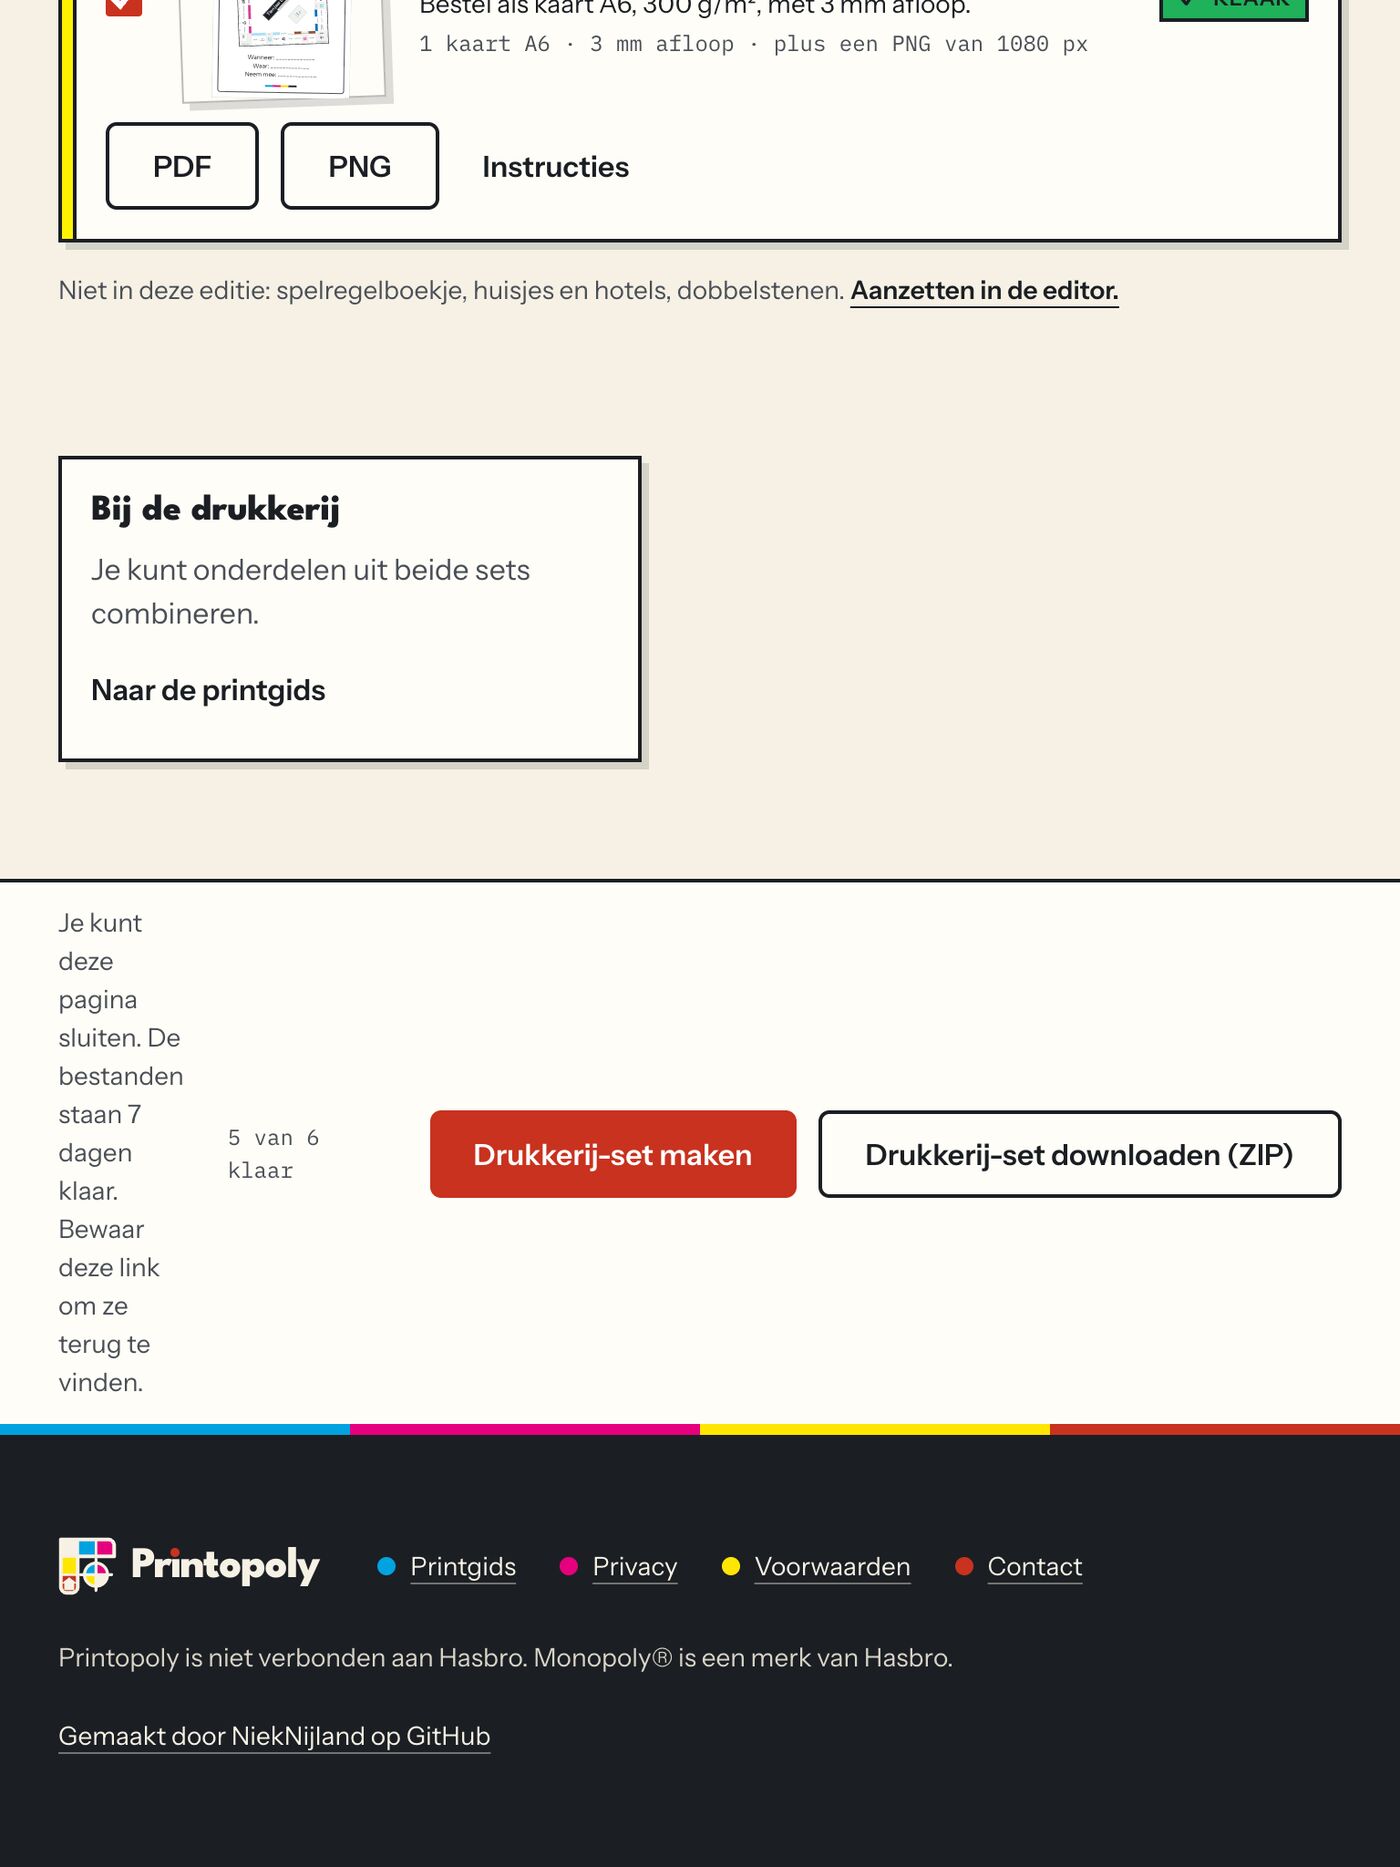 Bestel als kaart A6, 300 g/m², met 3 mm afloop.
KLAAR
1 kaart A6 · 3 mm afloop · plus een PNG van 1080 px
Wanneer:
Waar:
Neem mee:
PDF
PNG
Instructies
Niet in deze editie: spelregelboekje, huisjes en hotels, dobbelstenen. Aanzetten in de editor.
Bij de drukkerij
Je kunt onderdelen uit beide sets
combineren.
Naar de printgids
Je kunt
deze
pagina
sluiten. De
bestanden
staan 7
dagen
klaar.
Bewaar
deze link
om ze
terug te
vinden.
5 van 6
klaar
Drukkerij-set maken
Drukkerij-set downloaden (ZIP)
Printopoly
Printgids
Privacy
Voorwaarden
Contact
Printopoly is niet verbonden aan Hasbro. Monopoly® is een merk van Hasbro.
Gemaakt door NiekNijland op GitHub